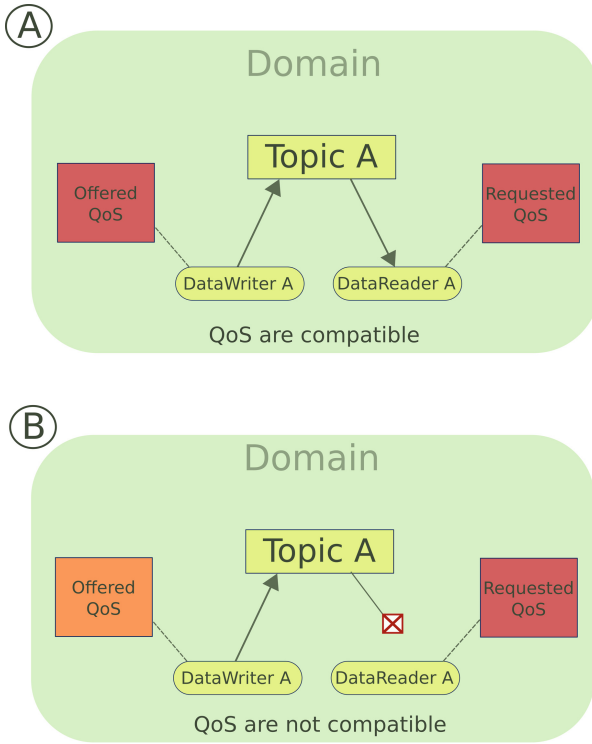 A
Domain
Topic A
Offered
QoS
Requested
QoS
DataWriter A
DataReader A
QoS are compatible
B
Domain
Topic A
Offered
QoS
Requested
QoS
DataWriter A
DataReader A
QoS are not compatible